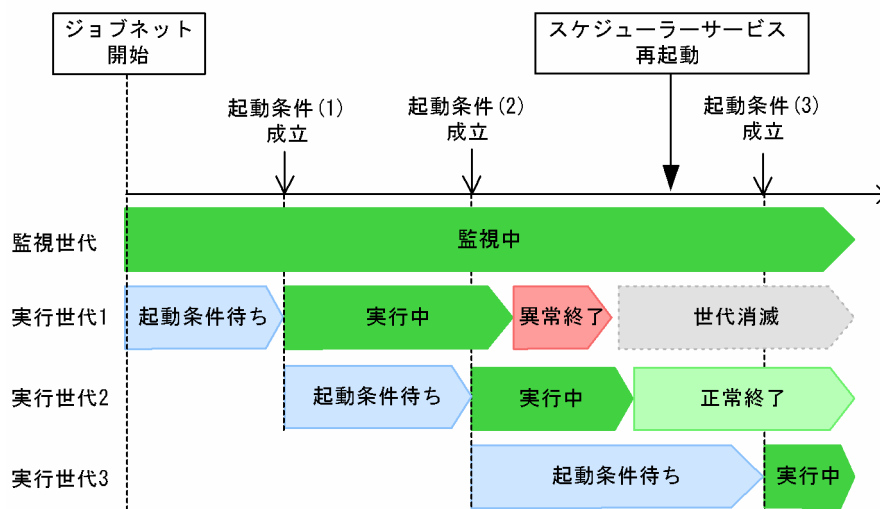 ジョブネット
開始
スケジューラーサービス
再起動
起動条件(1)
成立
起動条件(2)
成立
起動条件(3)
成立
監視世代
監視中
実行世代1
起動条件待ち
実行中
異常終了
世代消滅
実行世代2
起動条件待ち
実行中
正常終了
実行世代3
起動条件待ち
実行中